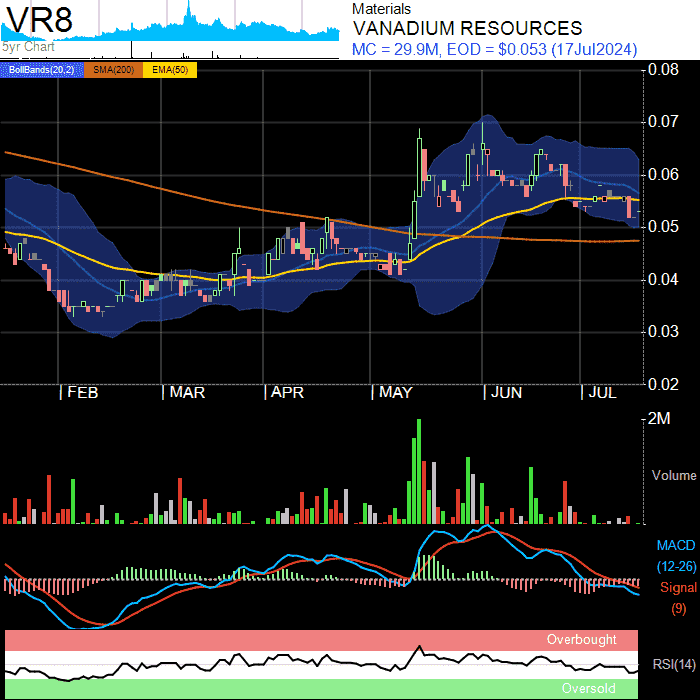 VR8
5yr Chart
Materials
VANADIUM RESOURCES
MC = 29.9M, EOD = $0.053 (17Jul2024)
BollBands(20,2) SMA(200) EMA(50)
0.08
0.07
0.06
0.05
0.04
0.03
0.02
FEB MAR APR MAY JUN JUL
2M
Volume
MACD
(12-26)
Signal
(9)
Overbought
RSI(14)
Oversold